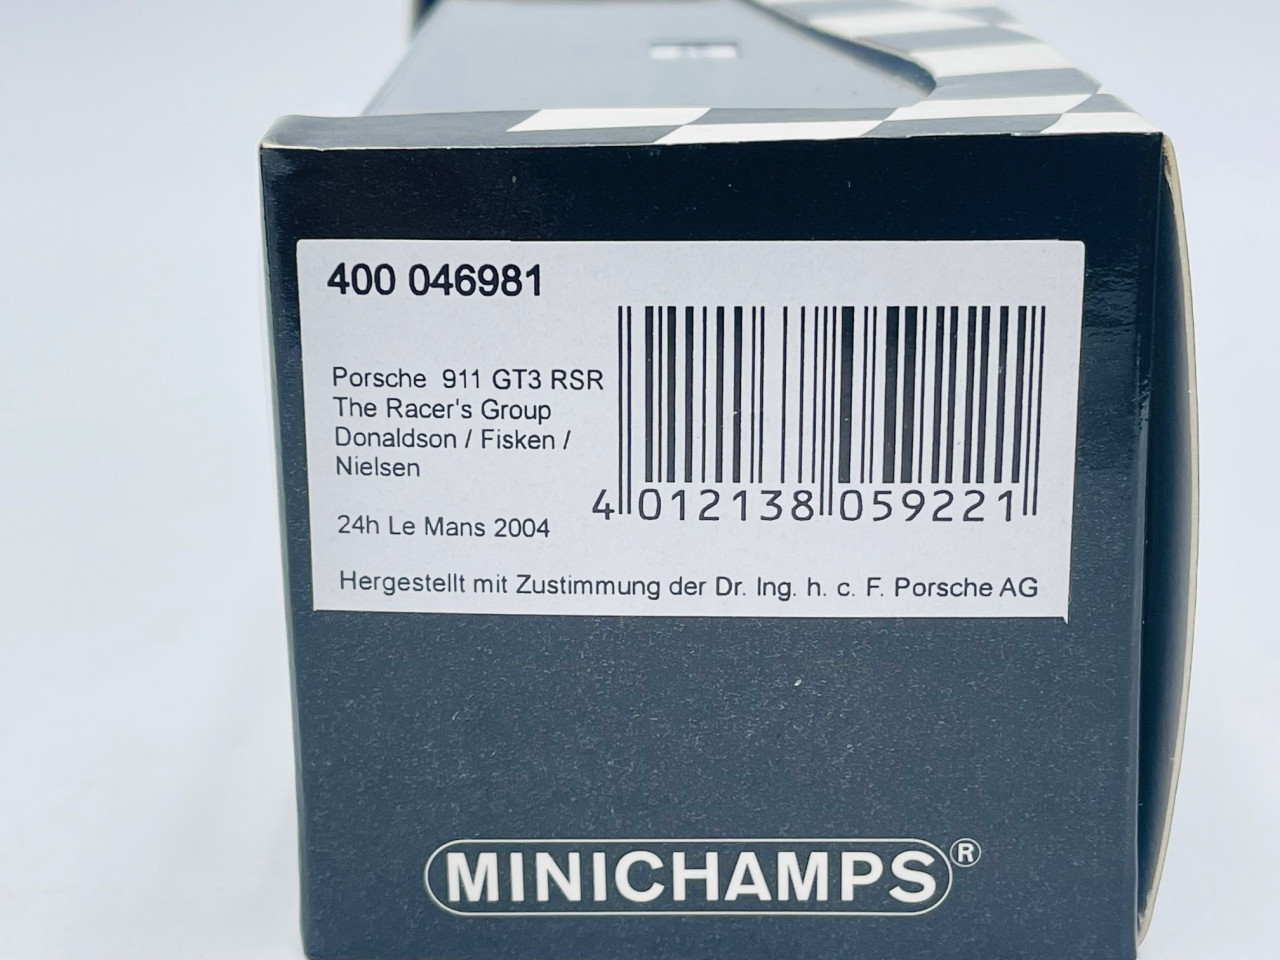 400 046981
Porsche 911 GT3 RSR
The Racer's Group
Donaldson / Fisken /
Nielsen
24h Le Mans 2004
4 012138 059221
Hergestellt mit Zustimmung der Dr. Ing. h. c. F. Porsche AG
MINICHAMPS®